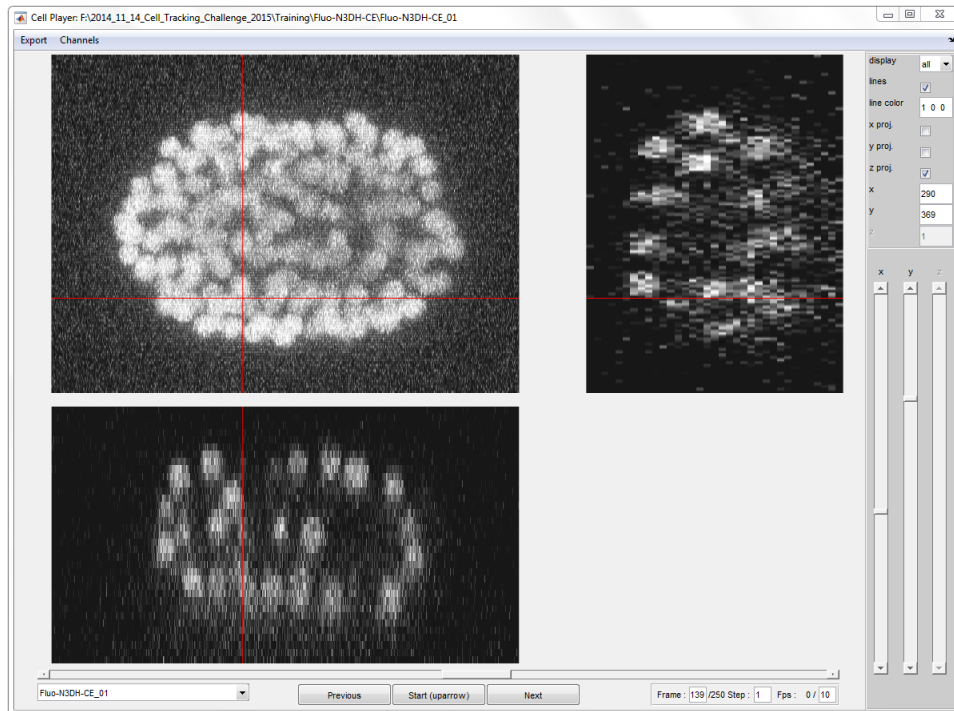 Cell Player: F:\2014_11_14_Cell_Tracking_Challenge_2015\Training\Fluo-N3DH-CE\Fluo-N3DH-CE_01
Export Channels
display all
lines
line color 1 0 0
x proj.
y proj.
z proj.
x 290
y 369
z 1
x y z
Fluo-N3DH-CE_01 Previous Start (uparrow) Next Frame : 139 /250 Step : 1 Fps : 0 / 10